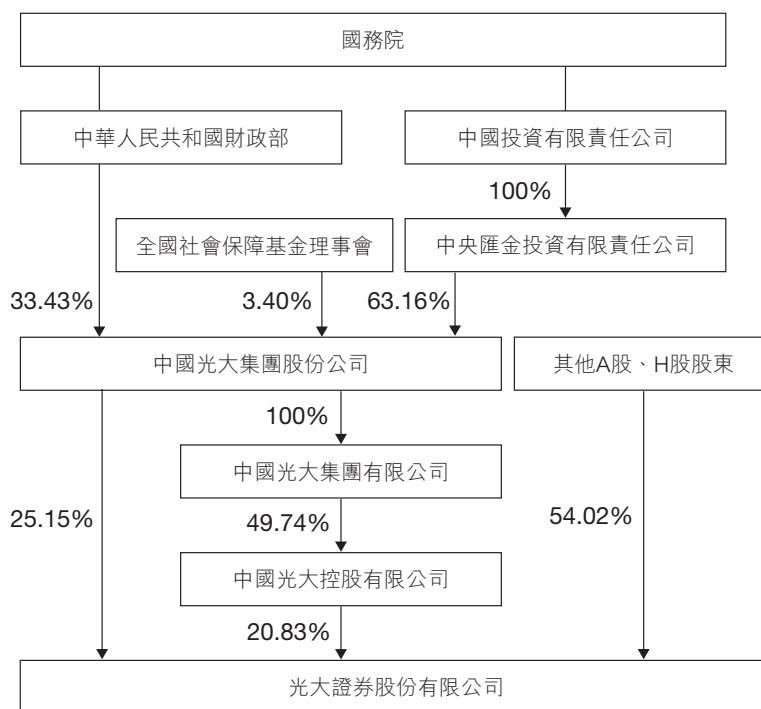 國務院
中華人民共和國財政部
中國投資有限責任公司
100%
全國社會保障基金理事會
中央匯金投資有限責任公司
33.43%
3.40%
63.16%
中國光大集團股份公司
其他A股、H股股東
100%
中國光大集團有限公司
25.15%
49.74%
54.02%
中國光大控股有限公司
20.83%
光大證券股份有限公司